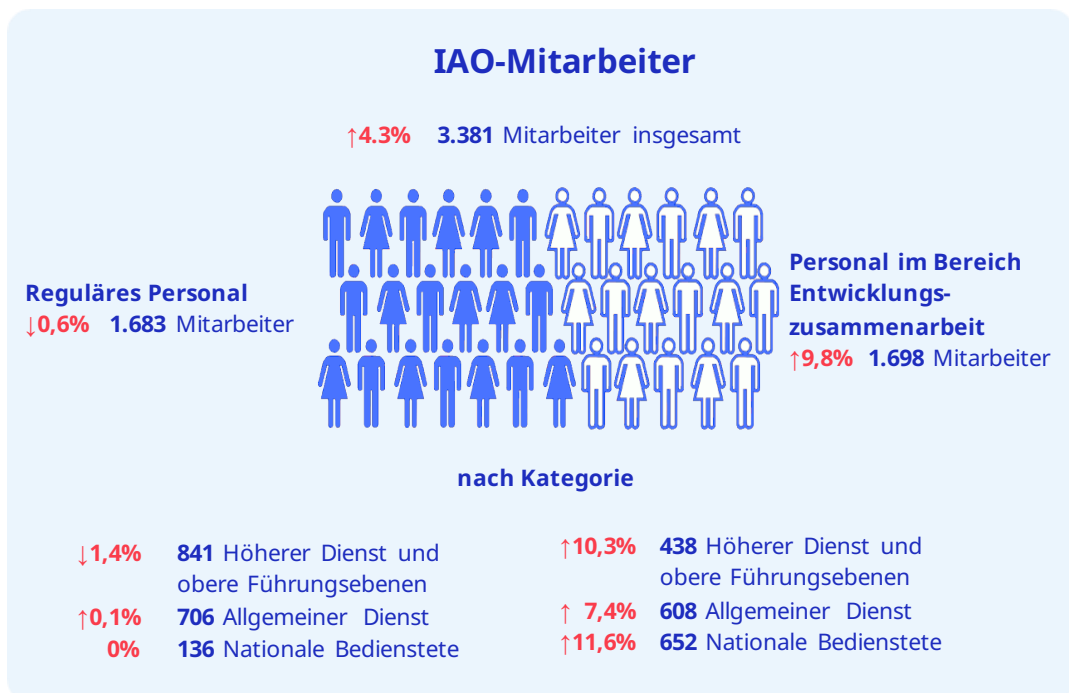 IAO-Mitarbeiter
↑4.3% 3.381 Mitarbeiter insgesamt
Reguläres Personal
↓0,6% 1.683 Mitarbeiter
Personal im Bereich
Entwicklungs-
zusammenarbeit
↑9,8% 1.698 Mitarbeiter
nach Kategorie
↓1,4% 841 Höherer Dienst und
obere Führungsebenen
↑0,1% 706 Allgemeiner Dienst
0% 136 Nationale Bedienstete
↑10,3% 438 Höherer Dienst und
obere Führungsebenen
↑ 7,4% 608 Allgemeiner Dienst
↑11,6% 652 Nationale Bedienstete